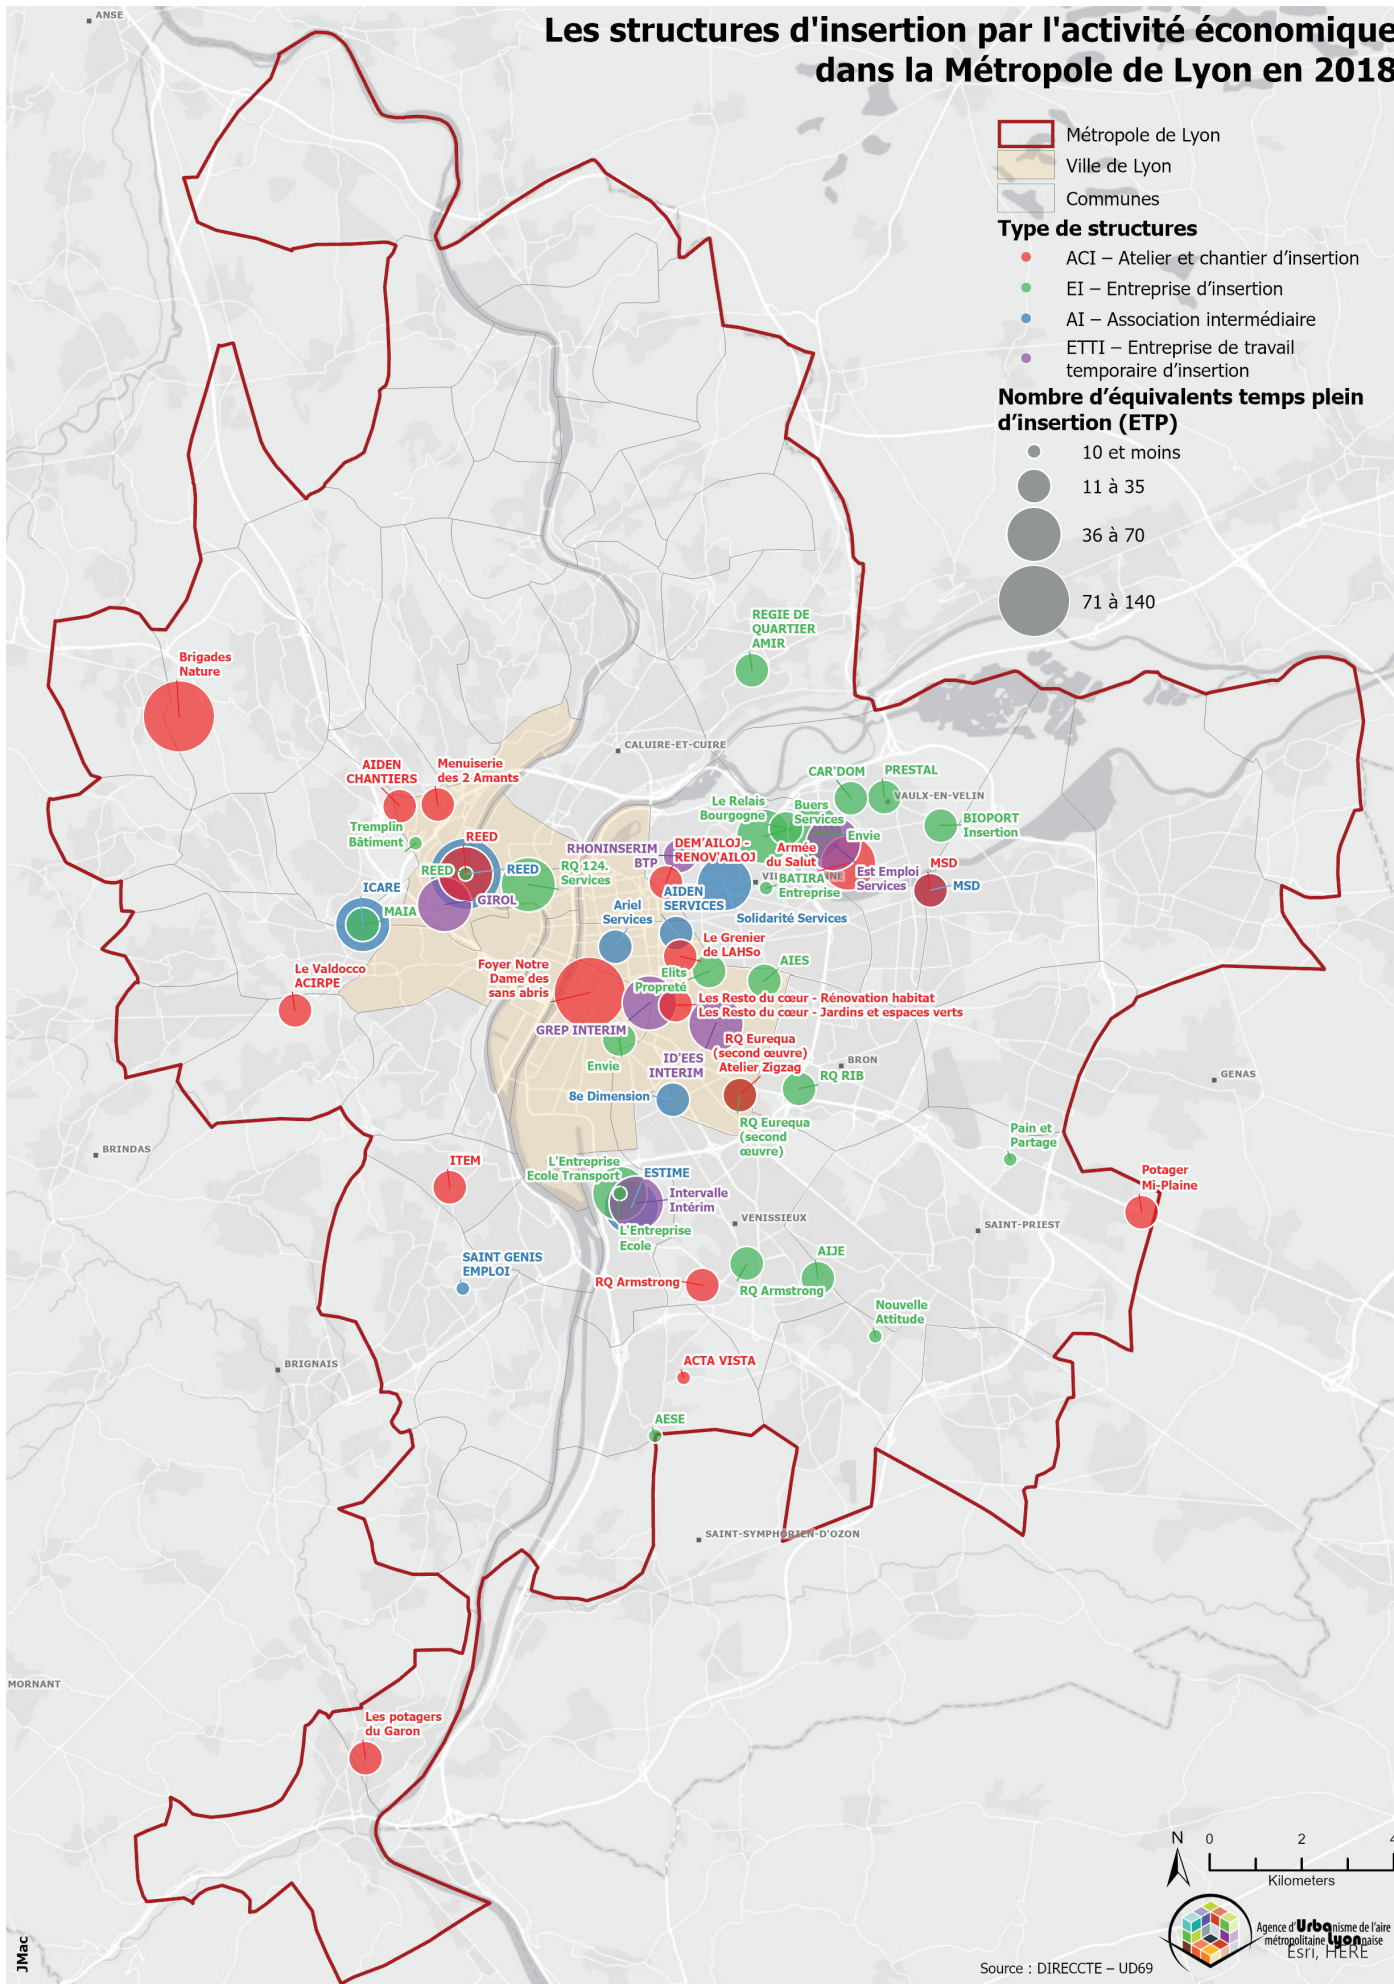 Les structures d'insertion par l'activité économique
dans la Métropole de Lyon en 2018
Métropole de Lyon
Ville de Lyon
Communes
Type de structures
ACI – Atelier et chantier d'insertion
EI – Entreprise d'insertion
AI – Association intermédiaire
ETTI – Entreprise de travail
temporaire d'insertion
Nombre d'équivalents temps plein
d'insertion (ETP)
10 et moins
11 à 35
36 à 70
71 à 140
ANSE
REGIE DE
QUARTIER
AMIR
Brigades
Nature
CALUIRE-ET-CUIRE
AIDEN
CHANTIERS
Menuiserie
des 2 Amants
CAR'DOM
PRESTAL
VAULX-EN-VELIN
Le Relais
Bourgogne
Buers
Services
BIOPORT
Insertion
Tremplin
Bâtiment
REED
RHONINSERIM
BTP
DEM'AILOJ -
RENOV'AILOJ
Armée
du Salut
Envie
REED
REED
RQ 124.
Services
BATIRA
Entreprise
Est Emploi
Services
MSD
MSD
ICARE
MAIA
GIROL
Ariel
Services
AIDEN
SERVICES
Solidarité Services
Le Grenier
de LAHSo
Le Valdocco
ACIRPE
Foyer Notre
Dame des
sans abris
Elits
Propreté
AIES
Les Resto du cœur - Rénovation habitat
Les Resto du cœur - Jardins et espaces verts
GREP INTERIM
Envie
ID'EES
INTERIM
RQ Eurequa
(second œuvre)
Atelier Zigzag
BRON
RQ RIB
GENAS
8e Dimension
RQ Eurequa
(second
œuvre)
Pain et
Partage
BRINDAS
ITEM
L'Entreprise
Ecole Transport
ESTIME
Intervalle
Intérim
Potager
Mi-Plaine
L'Entreprise
Ecole
VENISSIEUX
SAINT-PRIEST
SAINT GENIS
EMPLOI
RQ Armstrong
RQ Armstrong
AIJE
Nouvelle
Attitude
BRIGNAIS
ACTA VISTA
AESE
SAINT-SYMPHORIEN-D'OZON
MORNANT
Les potagers
du Garon
N
0 2 4
Kilometers
Agence d'Urbanisme de l'aire
métropolitaine Lyonnaise
Esri, HERE
Source : DIRECCTE – UD69
JMac